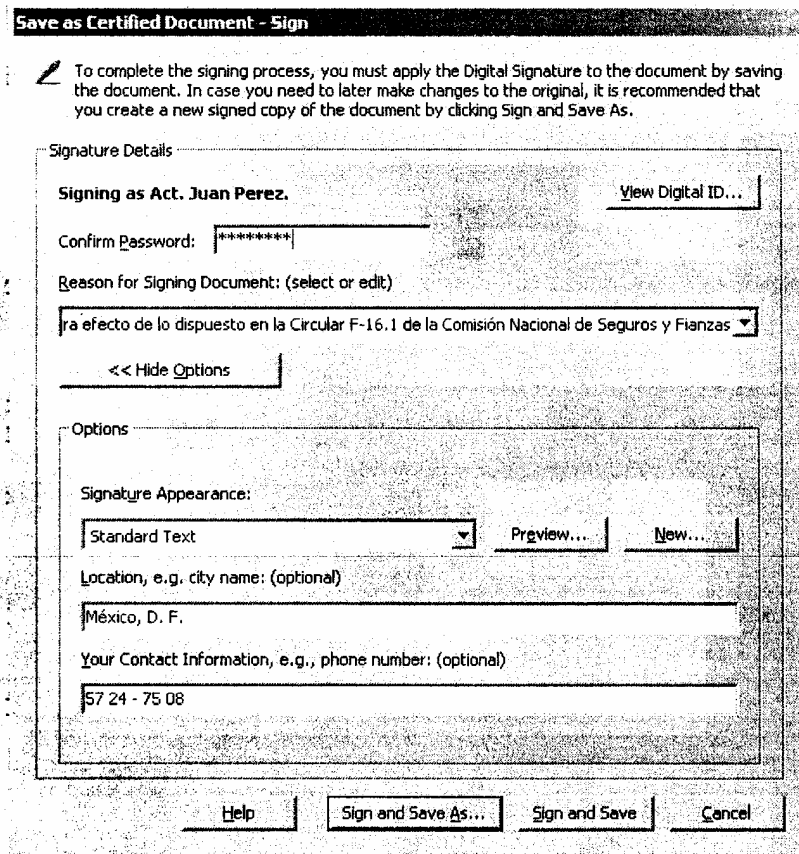 Save as Certified Document - Sign
To complete the signing process, you must apply the Digital Signature to the document by saving
the document. In case you need to later make changes to the original, it is recommended that
you create a new signed copy of the document by clicking Sign and Save As.
Signature Details
Signing as Act. Juan Perez.
View Digital ID...
Confirm Password: ********
Reason for Signing Document: (select or edit)
ra efecto de lo dispuesto en la Circular F-16.1 de la Comisión Nacional de Seguros y Fianzas
<< Hide Options
Options
Signature Appearance:
Standard Text
Preview...
New...
Location, e.g. city name: (optional)
México, D. F.
Your Contact Information, e.g., phone number: (optional)
57 24 - 75 08
Help
Sign and Save As...
Sign and Save
Cancel